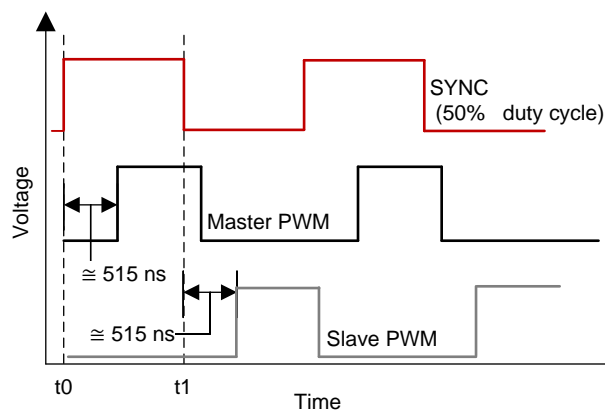 SYNC
(50% duty cycle)
Voltage
Master PWM
≅ 515 ns
≅ 515 ns
Slave PWM
t0
t1
Time